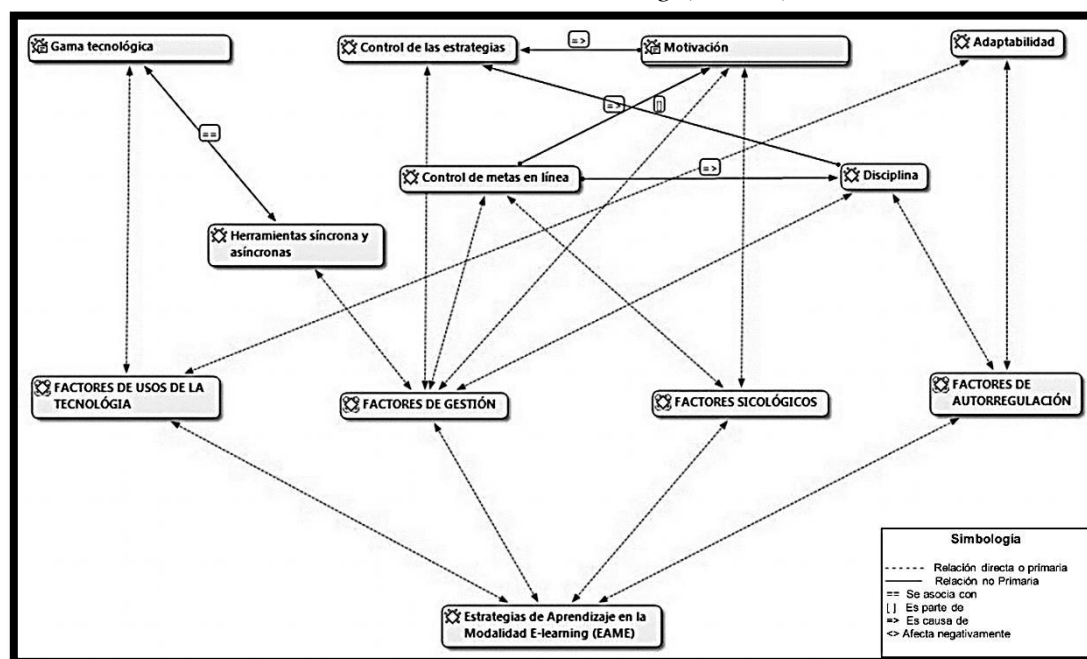 Gama tecnológica
Control de las estrategias
=>
Motivación
Adaptabilidad
=>
[]
==
Control de metas en línea
=>
Disciplina
Herramientas síncrona y
asíncronas
FACTORES DE USOS DE LA
TECNOLÓGIA
FACTORES DE GESTIÓN
FACTORES SICOLÓGICOS
FACTORES DE
AUTORREGULACIÓN
Estrategias de Aprendizaje en la
Modalidad E-learning (EAME)
Simbología
Relación directa o primaria
Relación no Primaria
== Se asocia con
[ ] Es parte de
=> Es causa de
<> Afecta negativamente